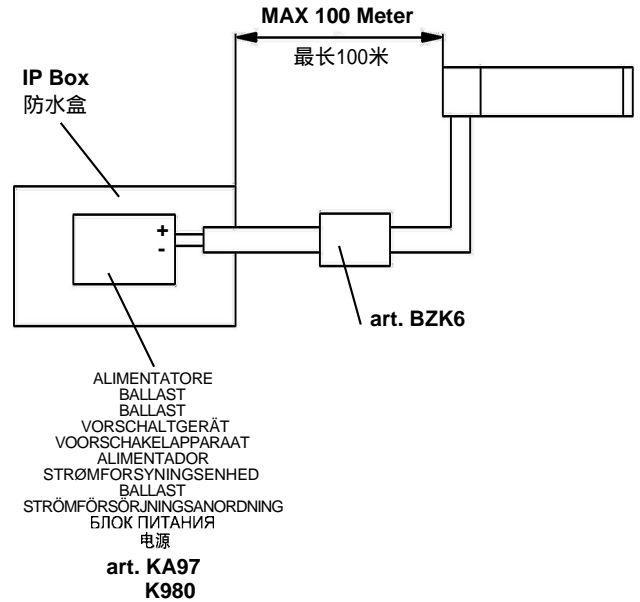 MAX 100 Meter
最长100米
IP Box
防水盒
+
-
art. BZK6
ALIMENTATORE
BALLAST
BALLAST
VORSCHALTGERÄT
VOORSCHAKELAPPARAAT
ALIMENTADOR
STRØMFORSYNINGSENHED
BALLAST
STRÖMFÖRSÖRJNINGSANORDNING
БЛОК ПИТАНИЯ
电源
art. KA97
K980